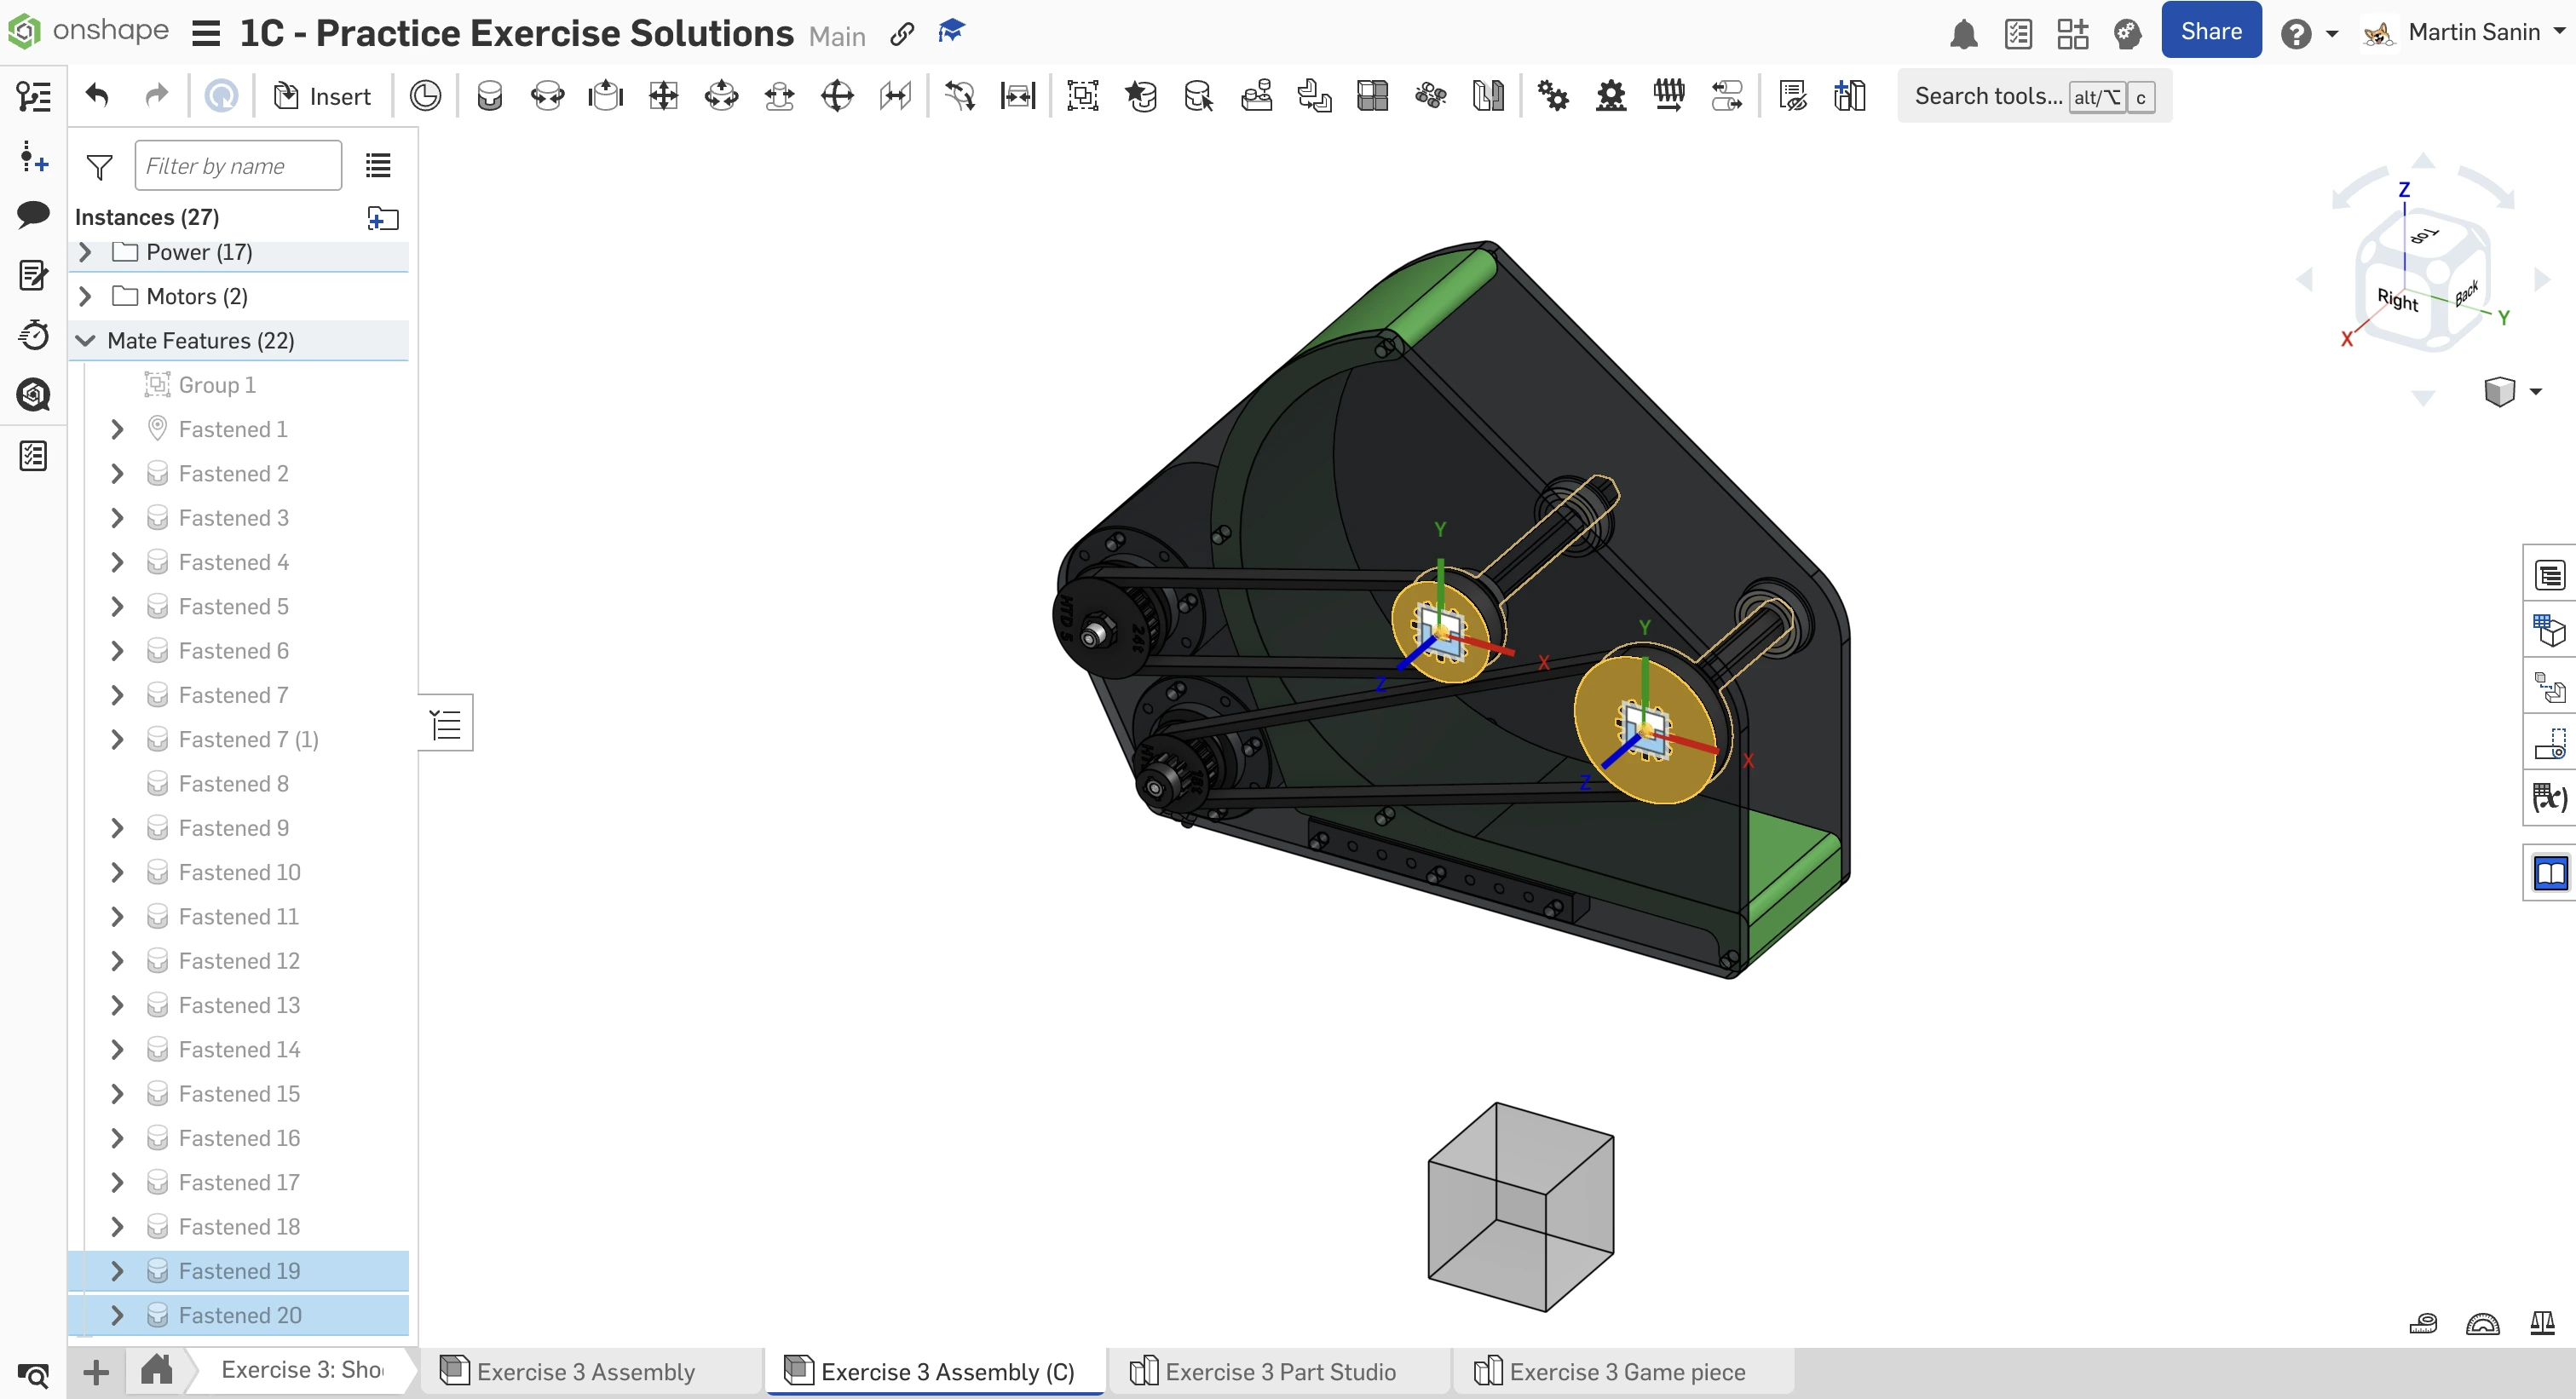 onshape 1C - Practice Exercise Solutions Main Share Martin Sanin
Insert Search tools... alt/⌥ c
Filter by name
Instances (27)
Power (17)
Motors (2)
Mate Features (22)
Group 1
Fastened 1
Fastened 2
Fastened 3
Fastened 4
Fastened 5
Fastened 6
Fastened 7
Fastened 7 (1)
Fastened 8
Fastened 9
Fastened 10
Fastened 11
Fastened 12
Fastened 13
Fastened 14
Fastened 15
Fastened 16
Fastened 17
Fastened 18
Fastened 19
Fastened 20
Z
Top
Right Back
X Y
Y
X
Z
Y
X
Z
HTD 5 24t
(x)
Exercise 3: Sho Exercise 3 Assembly Exercise 3 Assembly (C) Exercise 3 Part Studio Exercise 3 Game piece